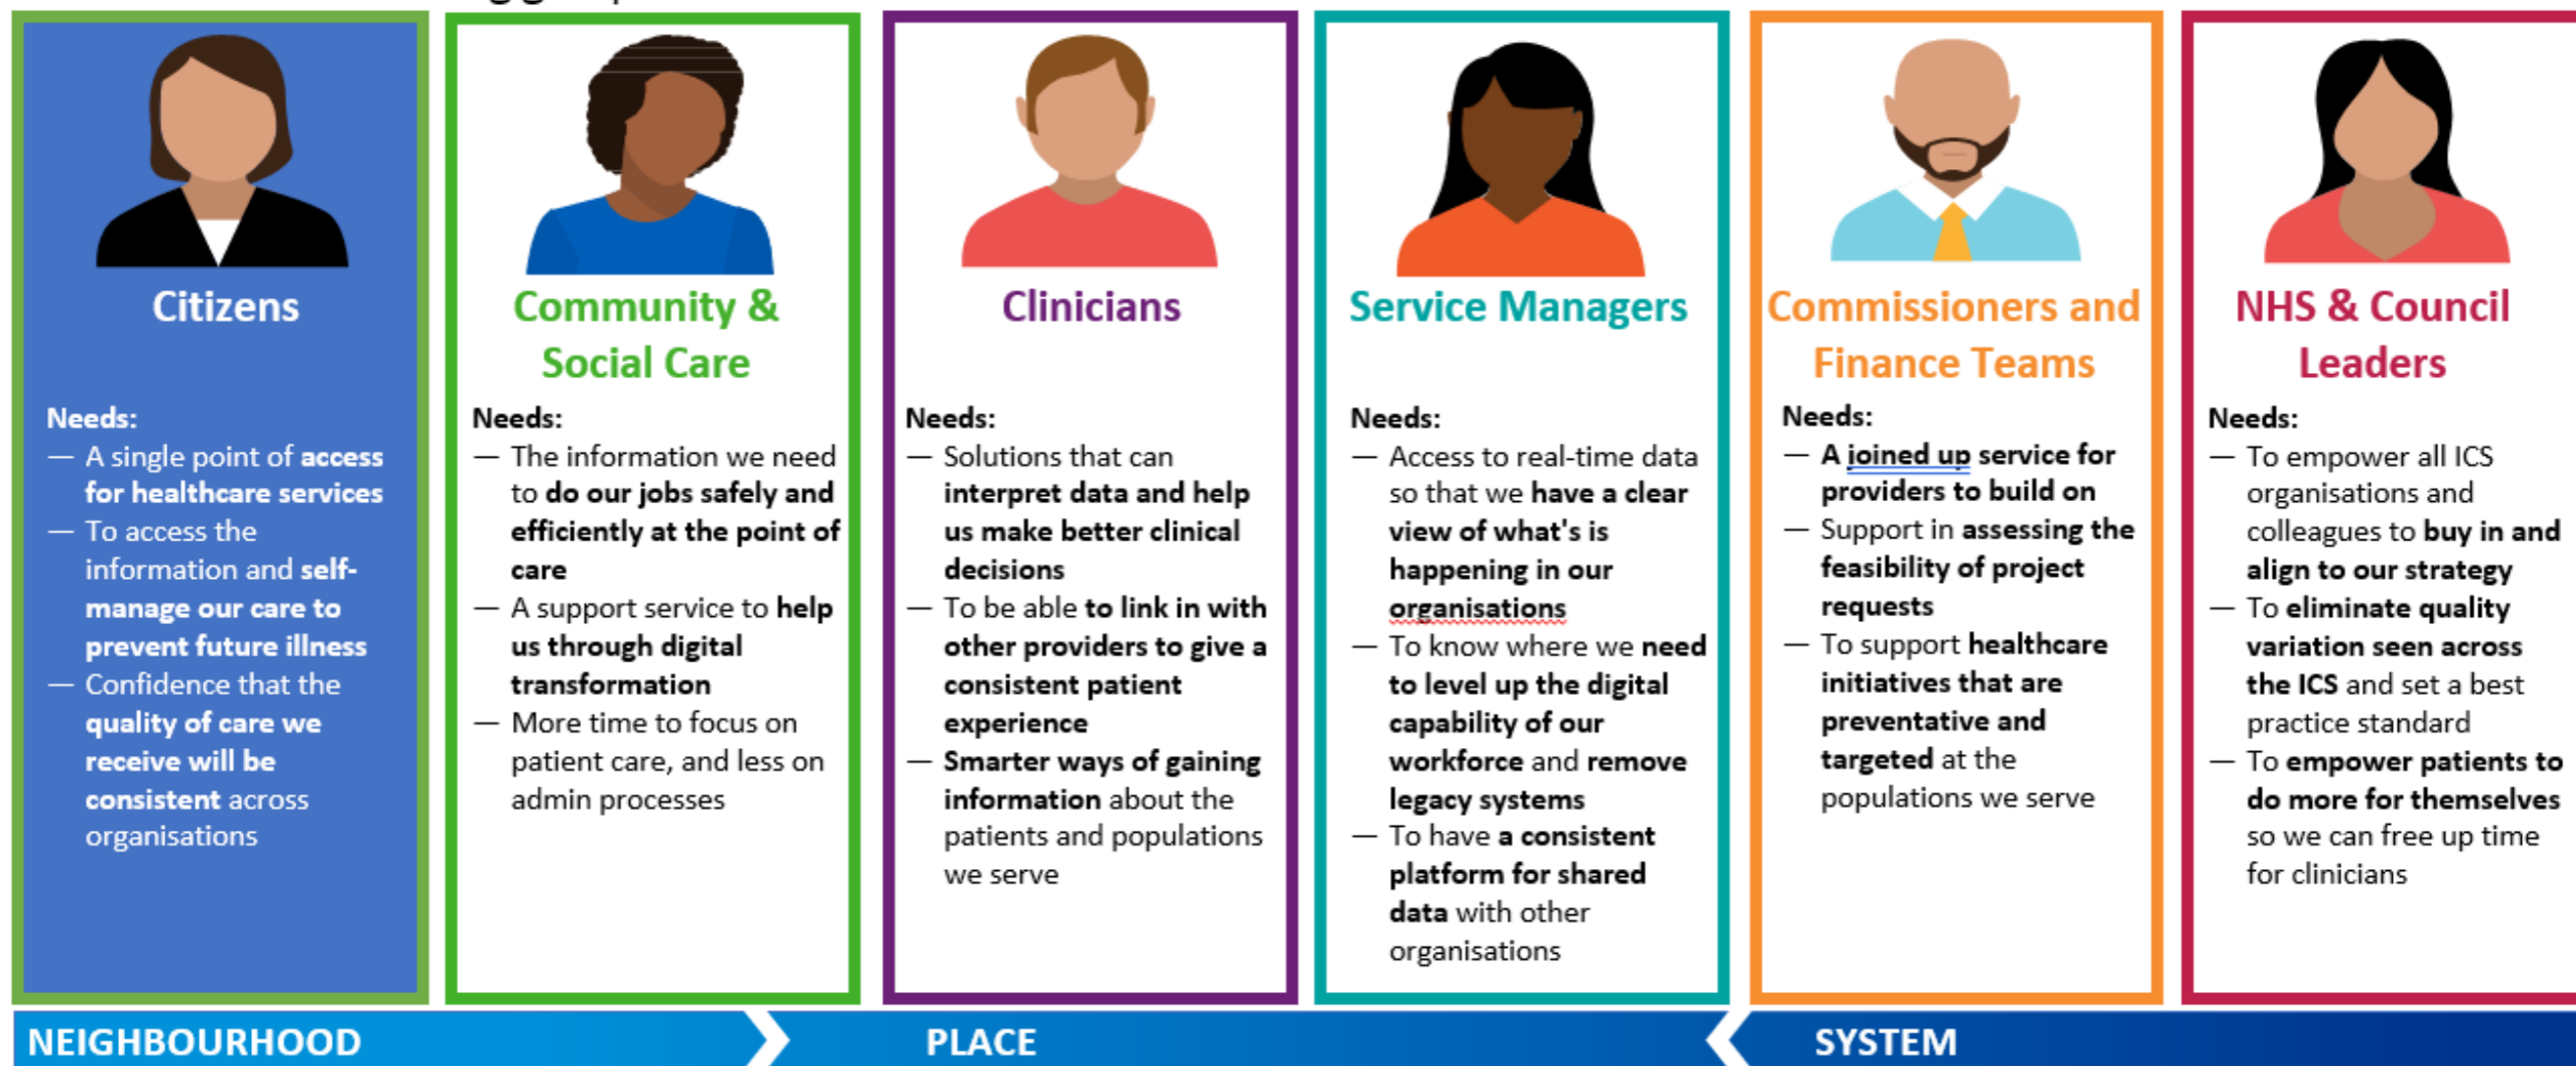 Citizens
Needs:
— A single point of access
for healthcare services
— To access the
information and self-
manage our care to
prevent future illness
— Confidence that the
quality of care we
receive will be
consistent across
organisations
Community &
Social Care
Needs:
— The information we need
to do our jobs safely and
efficiently at the point of
care
— A support service to help
us through digital
transformation
— More time to focus on
patient care, and less on
admin processes
Clinicians
Needs:
— Solutions that can
interpret data and help
us make better clinical
decisions
— To be able to link in with
other providers to give a
consistent patient
experience
— Smarter ways of gaining
information about the
patients and populations
we serve
Service Managers
Needs:
— Access to real-time data
so that we have a clear
view of what's is
happening in our
organisations
— To know where we need
to level up the digital
capability of our
workforce and remove
legacy systems
— To have a consistent
platform for shared
data with other
organisations
Commissioners and
Finance Teams
Needs:
— A joined up service for
providers to build on
— Support in assessing the
feasibility of project
requests
— To support healthcare
initiatives that are
preventative and
targeted at the
populations we serve
NHS & Council
Leaders
Needs:
— To empower all ICS
organisations and
colleagues to buy in and
align to our strategy
— To eliminate quality
variation seen across
the ICS and set a best
practice standard
— To empower patients to
do more for themselves
so we can free up time
for clinicians
NEIGHBOURHOOD
PLACE
SYSTEM